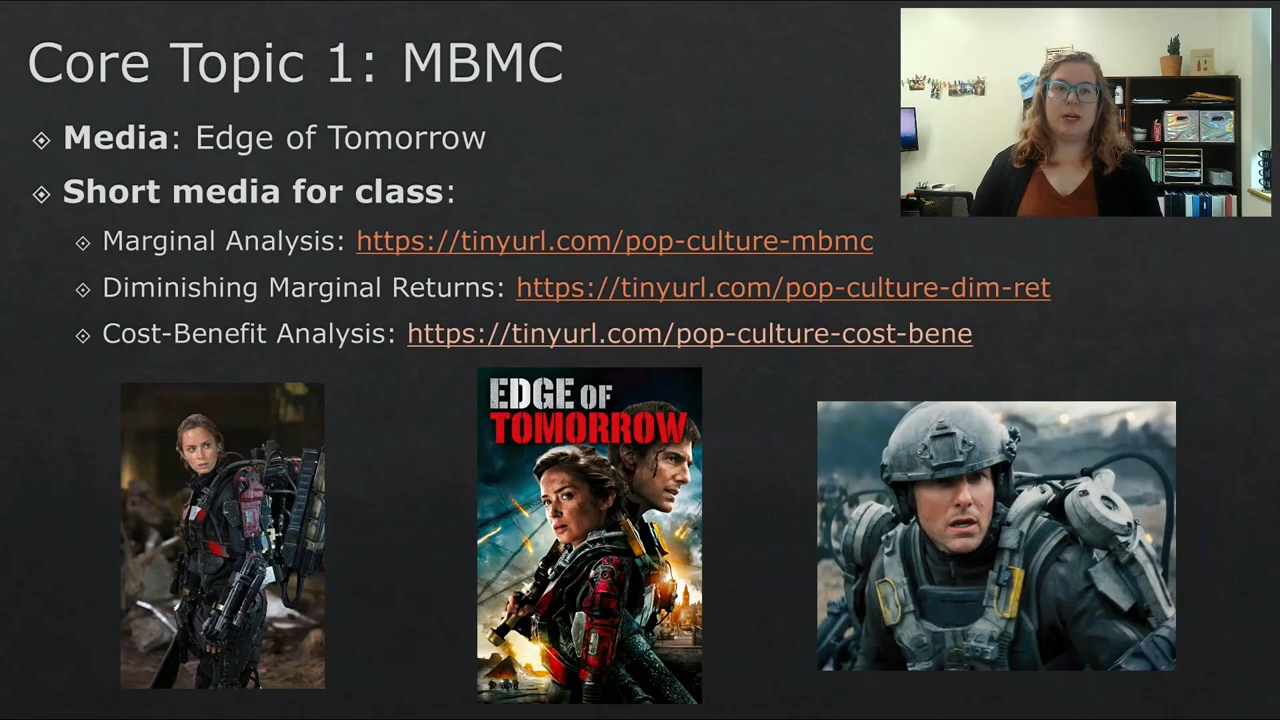 Core Topic 1: MBMC
Media: Edge of Tomorrow
Short media for class:
Marginal Analysis: https://tinyurl.com/pop-culture-mbmc
Diminishing Marginal Returns: https://tinyurl.com/pop-culture-dim-ret
Cost-Benefit Analysis: https://tinyurl.com/pop-culture-cost-bene
EDGE OF
TOMORROW